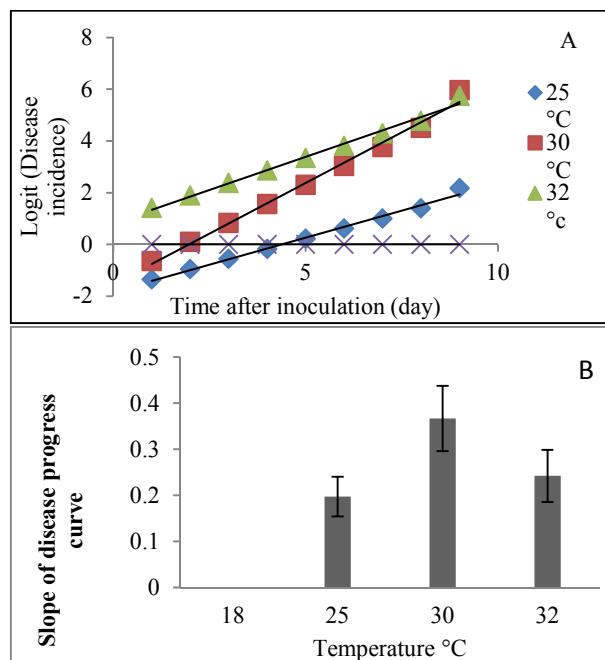 A
8
6
4
2
0
-2
0
5
10
Logit (Disease
incidence)
Time after inoculation (day)
25
°C
30
°C
32
°c
B
0.5
0.4
0.3
0.2
0.1
0
Slope of disease progress
curve
18
25
30
32
Temperature °C